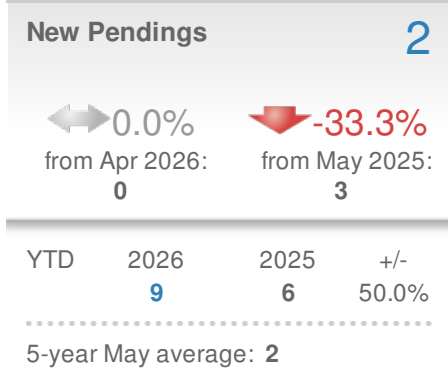 New Pendings 2
0.0% -33.3%
from Apr 2026: from May 2025:
0 3
YTD 2026 2025 +/-
9 6 50.0%
5-year May average: 2